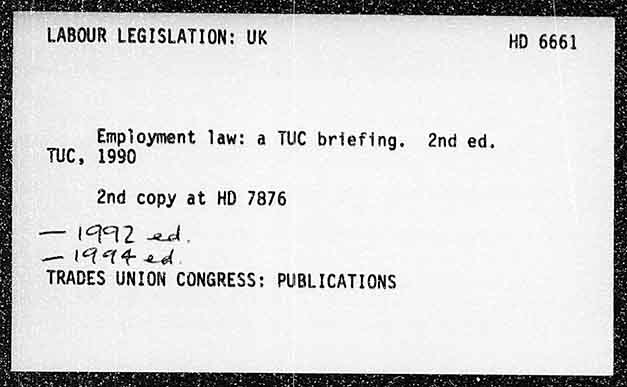 LABOUR LEGISLATION: UK HD 6661
Employment law: a TUC briefing. 2nd ed.
TUC, 1990
2nd copy at HD 7876
— 1992 ed.
— 1994 ed.
TRADES UNION CONGRESS: PUBLICATIONS